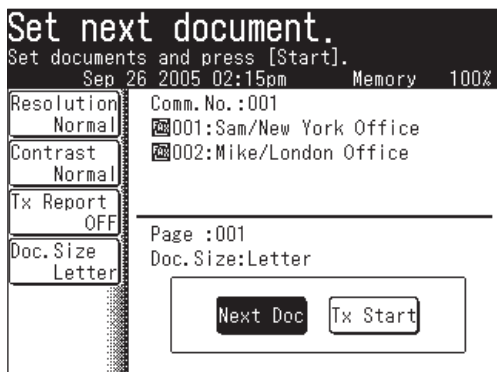 Set next document.
Set documents and press [Start].
Sep 26 2005 02:15pm Memory 100%
Resolution
Normal
Contrast
Normal
Tx Report
OFF
Doc.Size
Letter
Comm.No.:001
FAX 001:Sam/New York Office
FAX 002:Mike/London Office
Page :001
Doc.Size:Letter
Next Doc
Tx Start